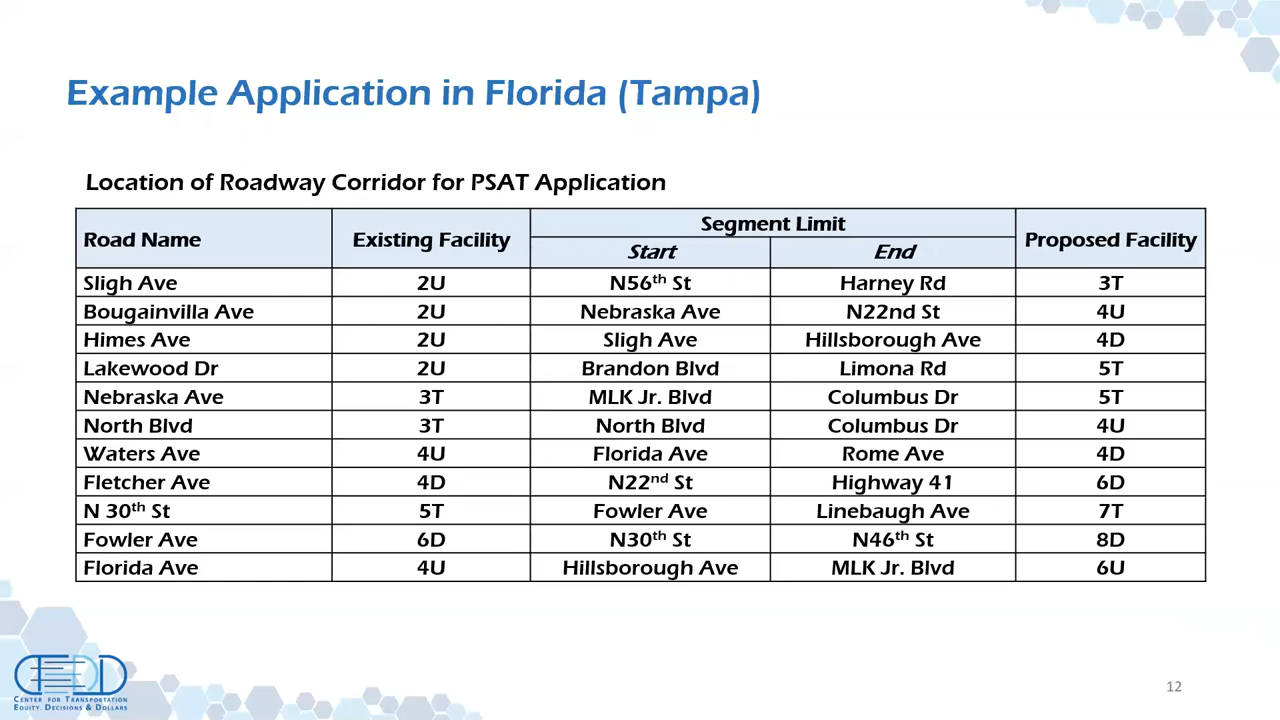 Example Application in Florida (Tampa)
Location of Roadway Corridor for PSAT Application
Road Name Existing Facility Segment Limit Proposed Facility
Start End
Sligh Ave 2U N56th St Harney Rd 3T
Bougainvilla Ave 2U Nebraska Ave N22nd St 4U
Himes Ave 2U Sligh Ave Hillsborough Ave 4D
Lakewood Dr 2U Brandon Blvd Limona Rd 5T
Nebraska Ave 3T MLK Jr. Blvd Columbus Dr 5T
North Blvd 3T North Blvd Columbus Dr 4U
Waters Ave 4U Florida Ave Rome Ave 4D
Fletcher Ave 4D N22nd St Highway 41 6D
N 30th St 5T Fowler Ave Linebaugh Ave 7T
Fowler Ave 6D N30th St N46th St 8D
Florida Ave 4U Hillsborough Ave MLK Jr. Blvd 6U
CTEDD
CENTER FOR TRANSPORTATION
EQUITY, DECISIONS & DOLLARS
12